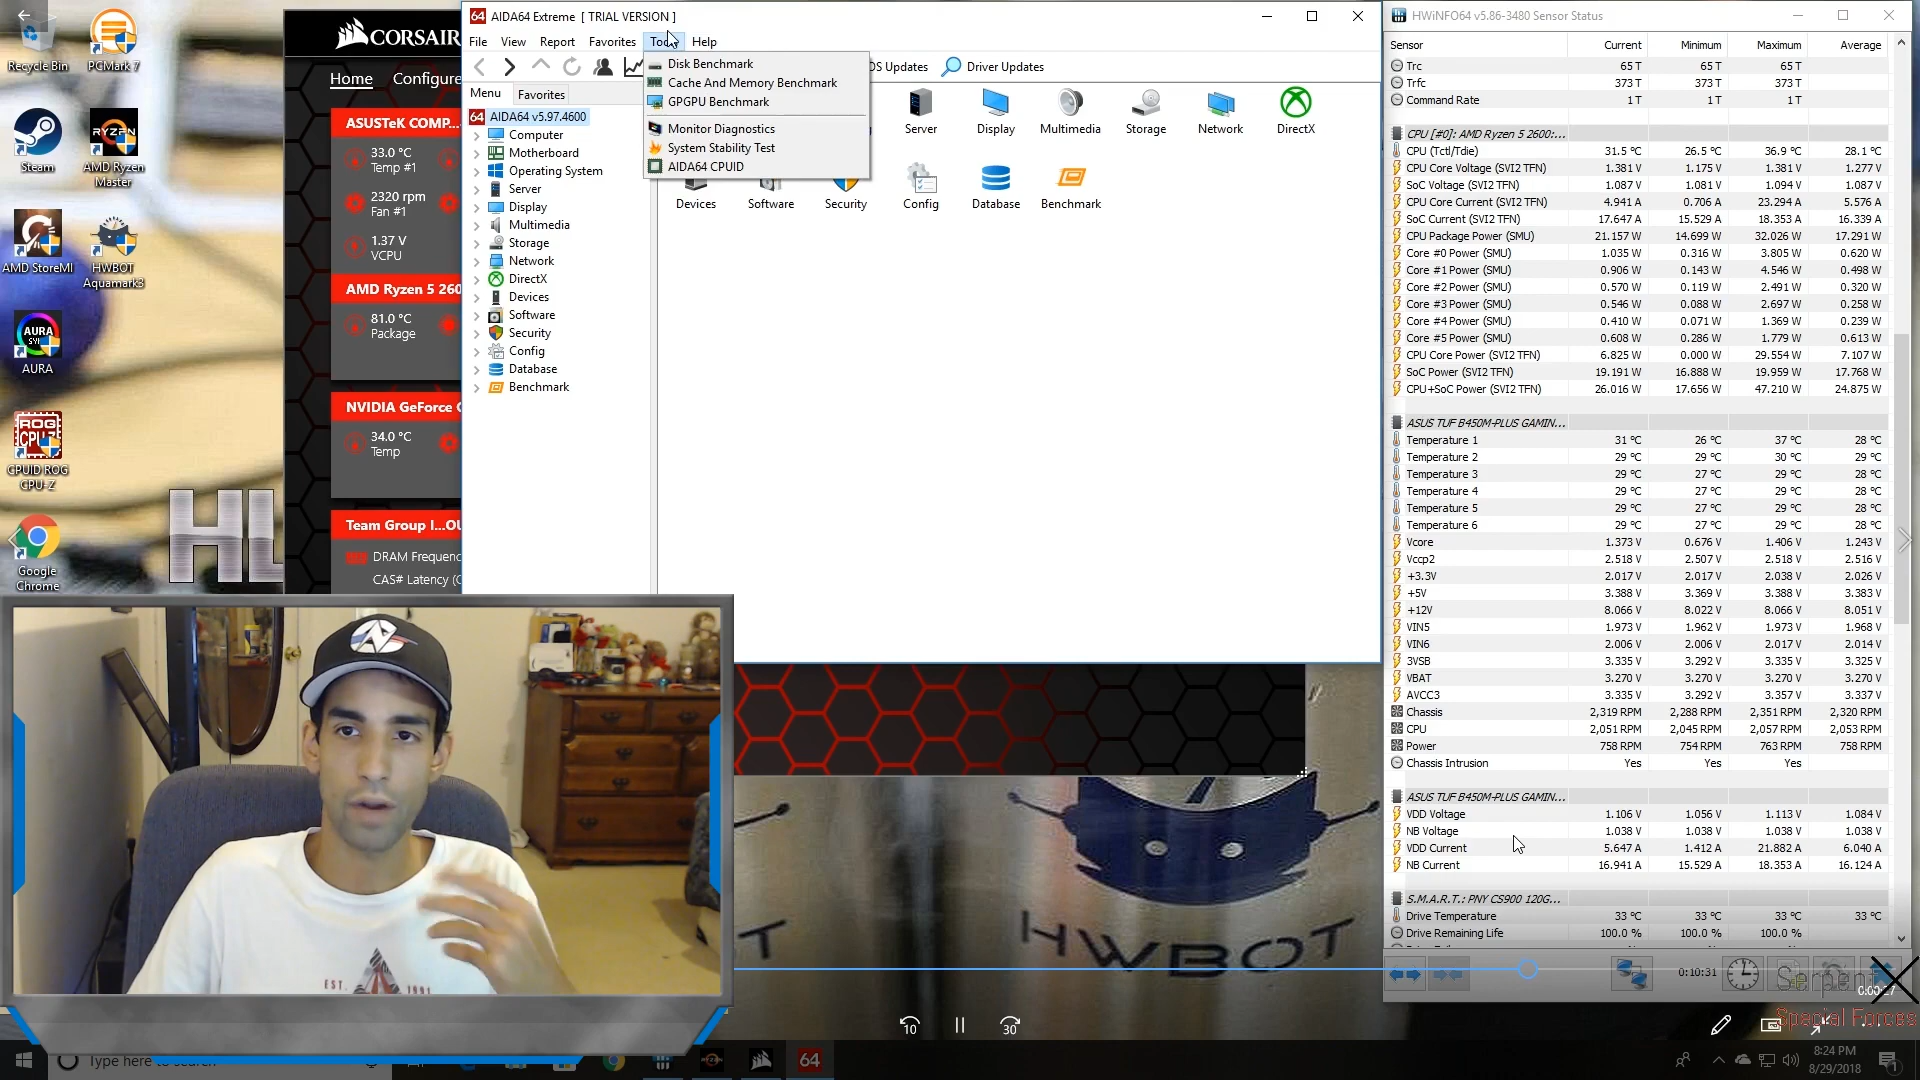 Recycle Bin
PCMark 7
Steam
AMD Ryzen
Master
AMD StoreMI
HWBOT
Aquamark3
AURA
CPUID ROG
CPU-Z
Google
Chrome
RYZEN
AURA
ROG
HL
CORSAIR
Home Configure
ASUSTeK COMP...
33.0 °C
Temp #1
2320 rpm
Fan #1
1.37 V
VCPU
AMD Ryzen 5 260
81.0 °C
Package
NVIDIA GeForce
34.0 °C
Temp
Team Group I...OU
DRAM Frequenc
CAS# Latency (C
64 AIDA64 Extreme [ TRIAL VERSION ]
File View Report Favorites Tools Help
OS Updates Driver Updates
Menu Favorites
64 AIDA64 v5.97.4600
Computer
Motherboard
Operating System
Server
Display
Multimedia
Storage
Network
DirectX
Devices
Software
Security
Config
Database
Benchmark
Disk Benchmark
Cache And Memory Benchmark
GPGPU Benchmark
Monitor Diagnostics
System Stability Test
AIDA64 CPUID
Server Display Multimedia Storage Network DirectX
Devices Software Security Config Database Benchmark
HWiNFO64 v5.86-3480 Sensor Status
Sensor Current Minimum Maximum Average
Trc 65 T 65 T 65 T
Trfc 373 T 373 T 373 T
Command Rate 1 T 1 T 1 T
CPU [#0]: AMD Ryzen 5 2600:...
CPU (Tctl/Tdie) 31.5 °C 26.5 °C 36.9 °C 28.1 °C
CPU Core Voltage (SVI2 TFN) 1.381 V 1.175 V 1.381 V 1.277 V
SoC Voltage (SVI2 TFN) 1.087 V 1.081 V 1.094 V 1.087 V
CPU Core Current (SVI2 TFN) 4.941 A 0.706 A 23.294 A 5.576 A
SoC Current (SVI2 TFN) 17.647 A 15.529 A 18.353 A 16.339 A
CPU Package Power (SMU) 21.157 W 14.699 W 32.026 W 17.291 W
Core #0 Power (SMU) 1.035 W 0.316 W 3.805 W 0.620 W
Core #1 Power (SMU) 0.906 W 0.143 W 4.546 W 0.498 W
Core #2 Power (SMU) 0.570 W 0.119 W 2.491 W 0.320 W
Core #3 Power (SMU) 0.546 W 0.088 W 2.697 W 0.258 W
Core #4 Power (SMU) 0.410 W 0.071 W 1.369 W 0.239 W
Core #5 Power (SMU) 0.608 W 0.286 W 1.779 W 0.613 W
CPU Core Power (SVI2 TFN) 6.825 W 0.000 W 29.554 W 7.107 W
SoC Power (SVI2 TFN) 19.191 W 16.888 W 19.959 W 17.768 W
CPU+SoC Power (SVI2 TFN) 26.016 W 17.656 W 47.210 W 24.875 W
ASUS TUF B450M-PLUS GAMIN...
Temperature 1 31 °C 26 °C 37 °C 28 °C
Temperature 2 29 °C 29 °C 30 °C 29 °C
Temperature 3 29 °C 27 °C 29 °C 28 °C
Temperature 4 29 °C 27 °C 29 °C 28 °C
Temperature 5 29 °C 27 °C 29 °C 28 °C
Temperature 6 29 °C 27 °C 29 °C 28 °C
Vcore 1.373 V 0.676 V 1.406 V 1.243 V
Vccp2 2.518 V 2.507 V 2.518 V 2.516 V
+3.3V 2.017 V 2.017 V 2.038 V 2.026 V
+5V 3.388 V 3.369 V 3.388 V 3.383 V
+12V 8.066 V 8.022 V 8.066 V 8.051 V
VIN5 1.973 V 1.962 V 1.973 V 1.968 V
VIN6 2.006 V 2.006 V 2.017 V 2.014 V
3VSB 3.335 V 3.292 V 3.335 V 3.325 V
VBAT 3.270 V 3.270 V 3.270 V 3.270 V
AVCC3 3.335 V 3.292 V 3.357 V 3.337 V
Chassis 2,319 RPM 2,288 RPM 2,351 RPM 2,320 RPM
CPU 2,051 RPM 2,045 RPM 2,057 RPM 2,053 RPM
Power 758 RPM 754 RPM 763 RPM 758 RPM
Chassis Intrusion Yes Yes Yes
ASUS TUF B450M-PLUS GAMIN...
VDD Voltage 1.106 V 1.056 V 1.113 V 1.084 V
NB Voltage 1.038 V 1.038 V 1.038 V 1.038 V
VDD Current 5.647 A 1.412 A 21.882 A 6.040 A
NB Current 16.941 A 15.529 A 18.353 A 16.124 A
S.M.A.R.T.: PNY CS900 120G...
Drive Temperature 33 °C 33 °C 33 °C 33 °C
Drive Remaining Life 100.0 % 100.0 % 100.0 %
0:10:31
Serpent X
Special Forces
HWBOT
EST. 1991
10 30
Type here to search
64
8:24 PM
8/29/2018